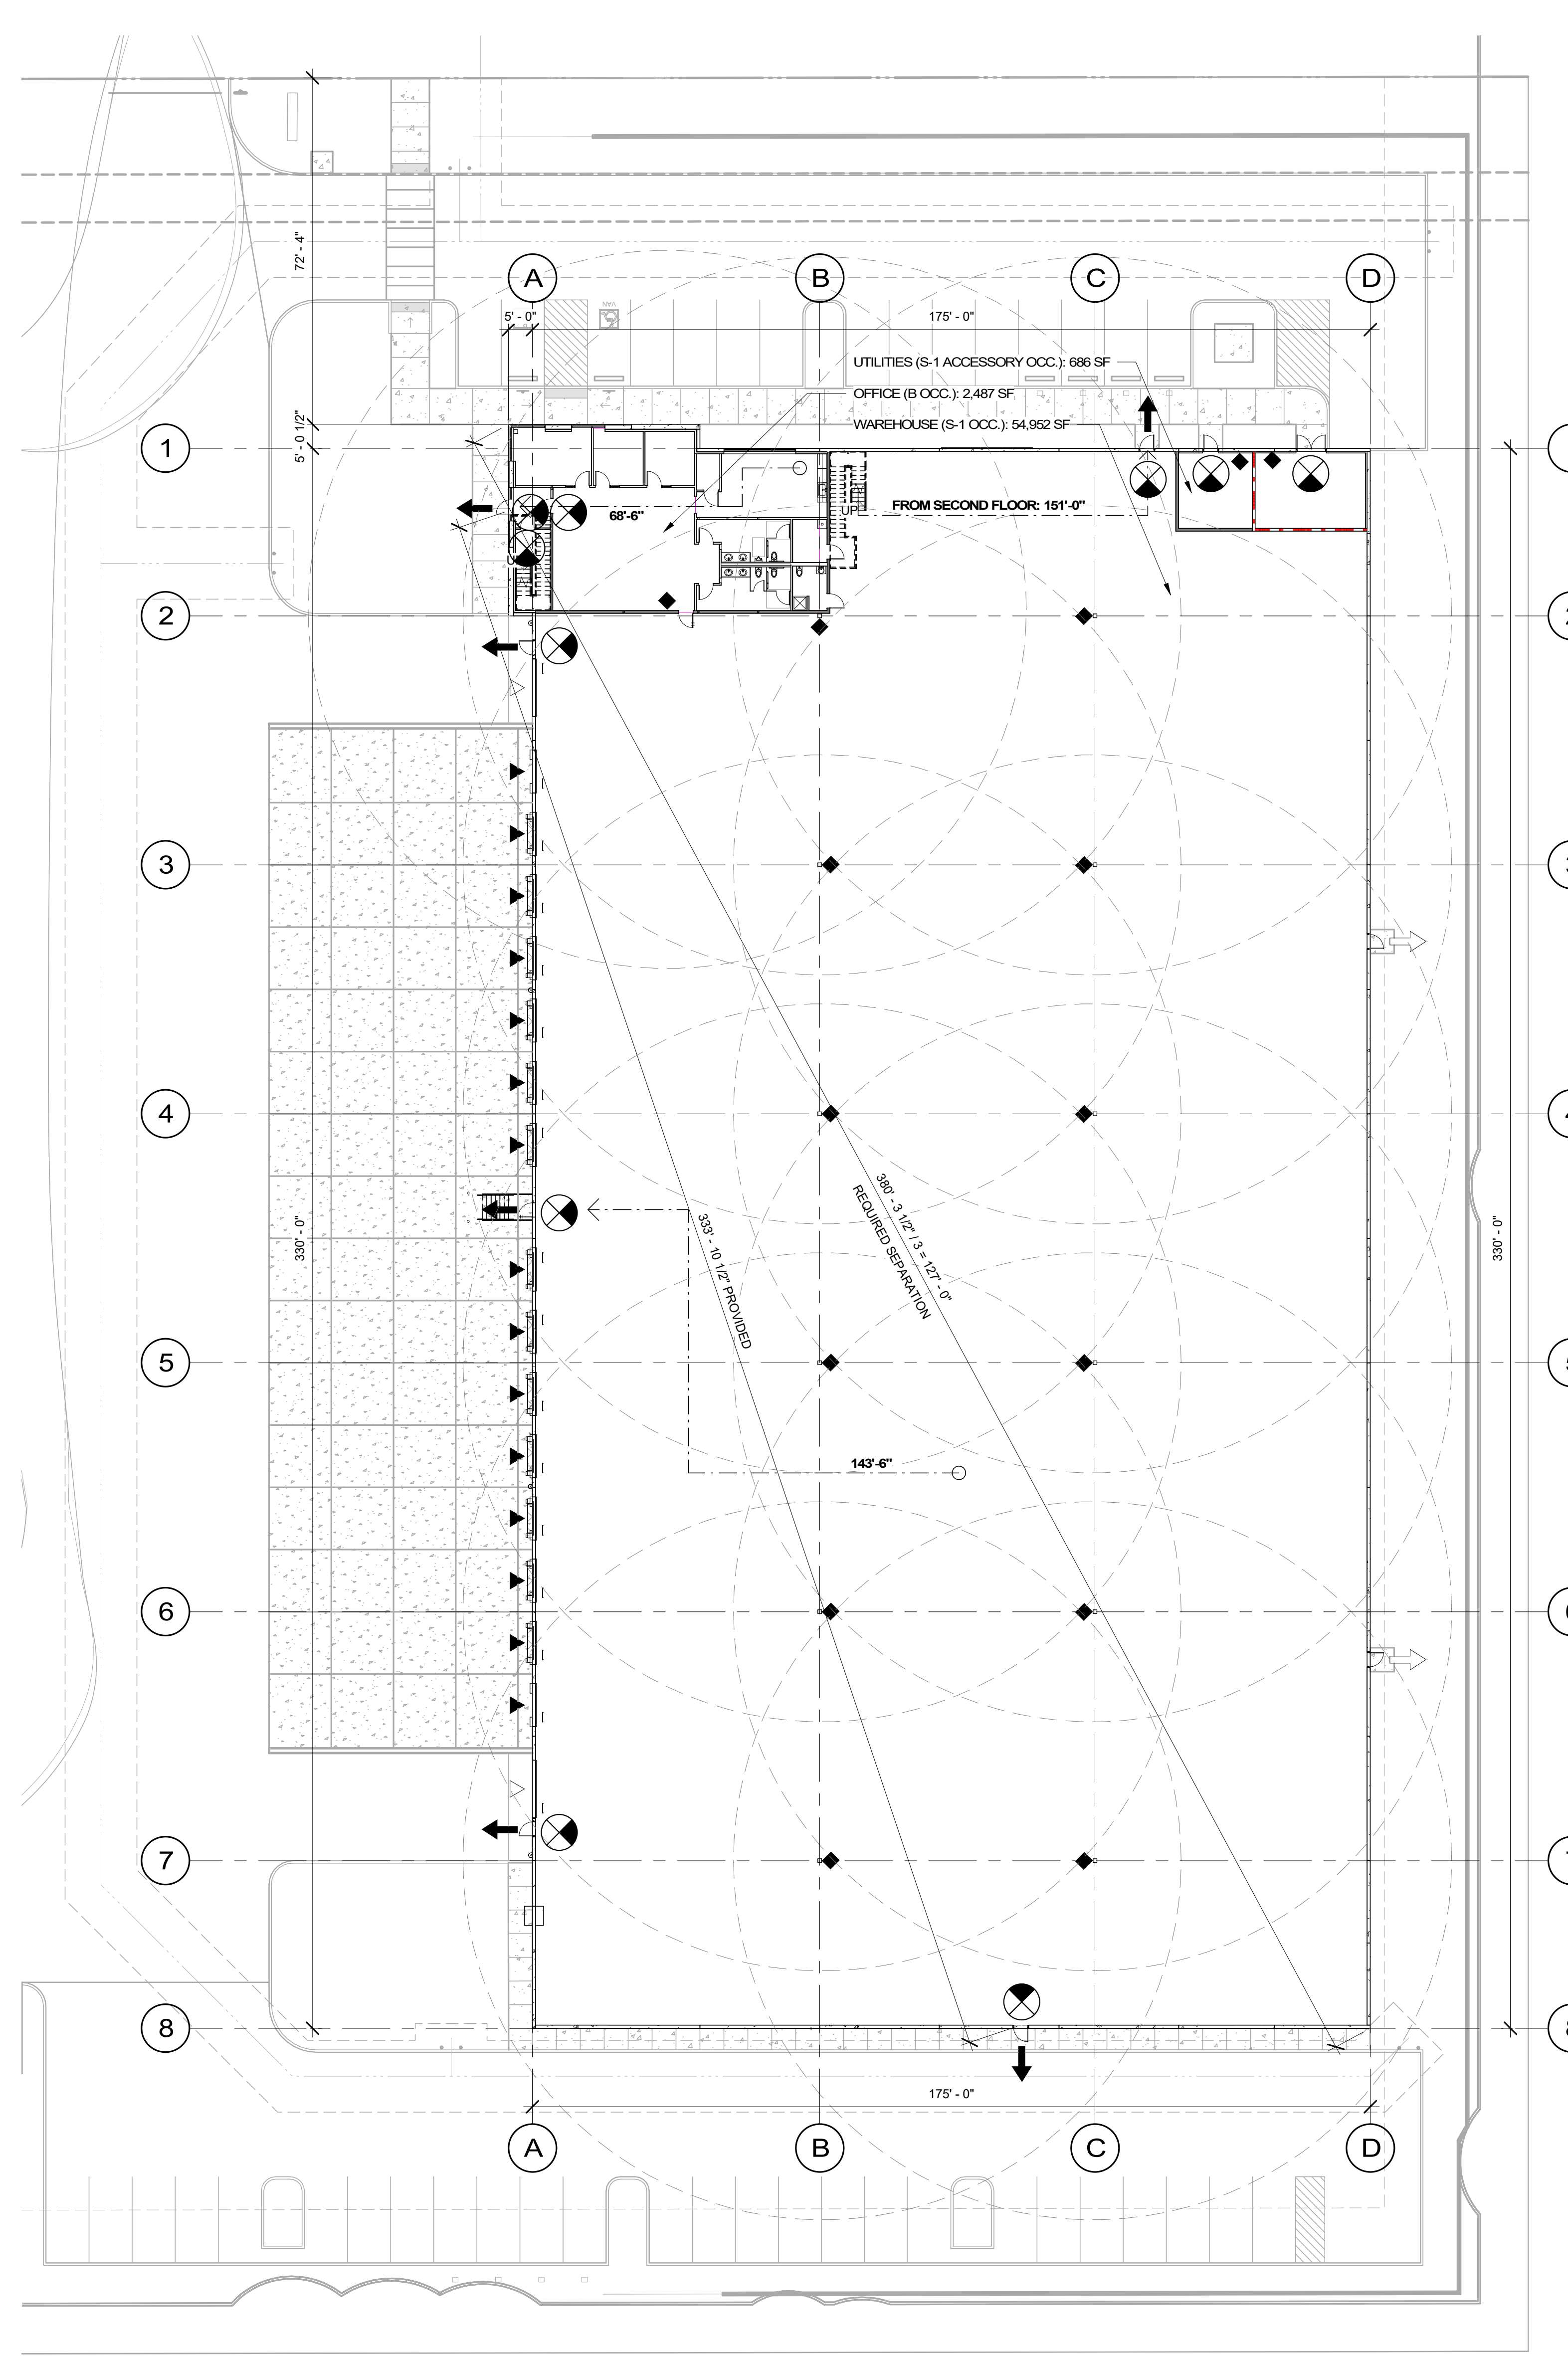 72' - 4"
A
B
C
D
5' - 0"
175' - 0"
VAN
UTILITIES (S-1 ACCESSORY OCC.): 686 SF
OFFICE (B OCC.): 2,487 SF
WAREHOUSE (S-1 OCC.): 54,952 SF
5' - 0 1/2"
1
68'-6"
UP
FROM SECOND FLOOR: 151'-0"
2
3
4
380' - 3 1/2" / 3 = 127' - 0"
REQUIRED SEPARATION
333' - 10 1/2" PROVIDED
330' - 0"
330' - 0"
5
143'-6"
6
7
8
175' - 0"
A
B
C
D